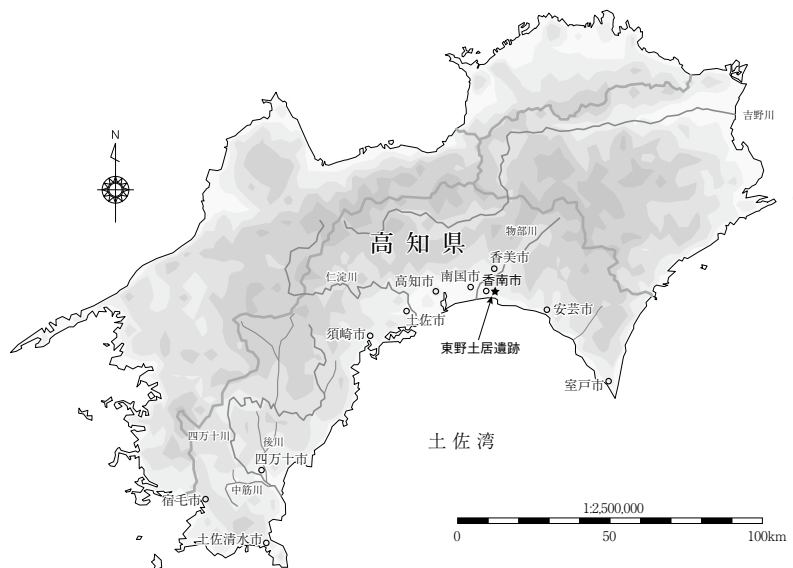 吉野川
N
高知県
物部川
香美市
仁淀川
高知市
南国市
香南市
安芸市
土佐市
須崎市
東野土居遺跡
室戸市
土佐湾
四万十川
後川
四万十市
中筋川
宿毛市
土佐清水市
1:2,500,000
0 50 100km